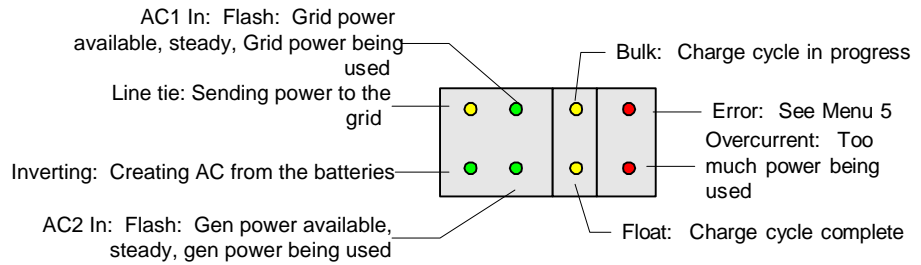 AC1 In: Flash: Grid power
available, steady, Grid power being
used
Line tie: Sending power to the
grid
Inverting: Creating AC from the batteries
AC2 In: Flash: Gen power available,
steady, gen power being used
Bulk: Charge cycle in progress
Error: See Menu 5
Overcurrent: Too
much power being
used
Float: Charge cycle complete